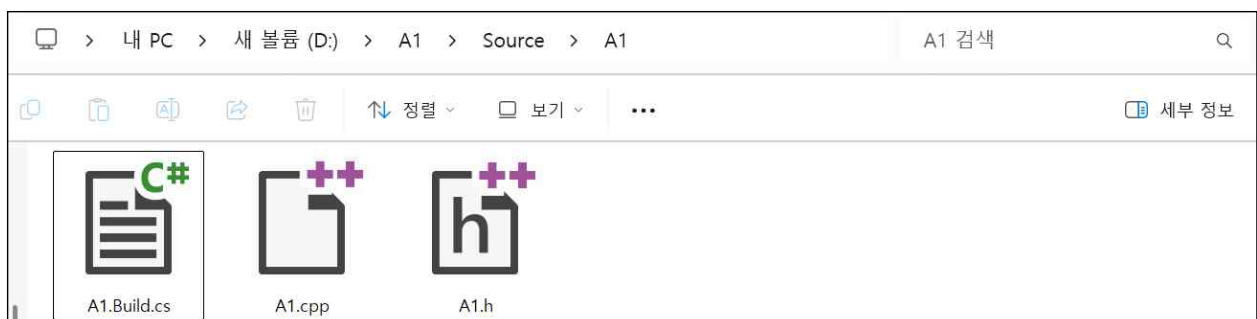 내 PC > 새 볼륨 (D:) > A1 > Source > A1 A1 검색
정렬 보기 ••• 세부 정보
C# ++ ++
h
A1.Build.cs A1.cpp A1.h